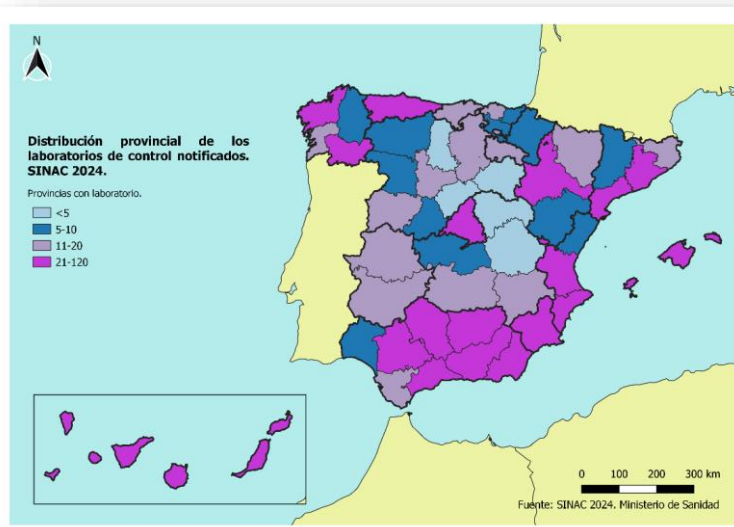 N
Distribución provincial de los
laboratorios de control notificados.
SINAC 2024.
Provincias con laboratorio.
<5
5-10
11-20
21-120
0 100 200 300 km
Fuente: SINAC 2024. Ministerio de Sanidad